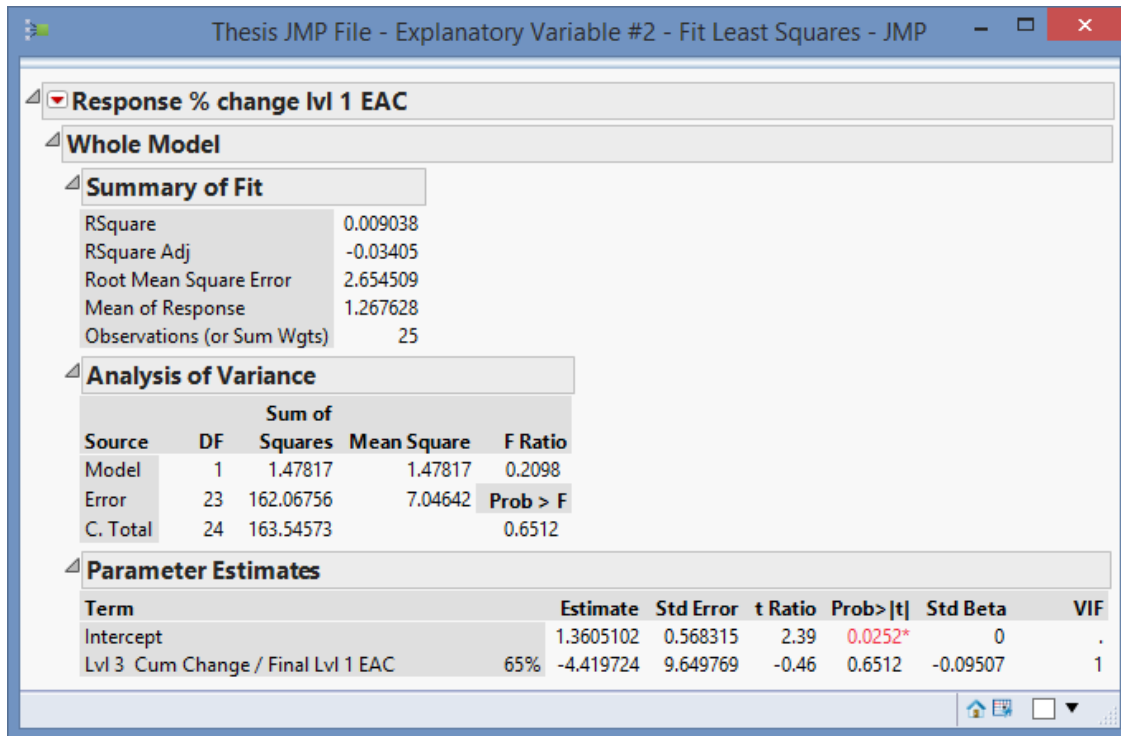 Thesis JMP File - Explanatory Variable #2 - Fit Least Squares - JMP
Response % change lvl 1 EAC
Whole Model
Summary of Fit
RSquare 0.009038
RSquare Adj -0.03405
Root Mean Square Error 2.654509
Mean of Response 1.267628
Observations (or Sum Wgts) 25
Analysis of Variance
Sum of
Source DF Squares Mean Square F Ratio
Model 1 1.47817 1.47817 0.2098
Error 23 162.06756 7.04642 Prob > F
C. Total 24 163.54573 0.6512
Parameter Estimates
Term Estimate Std Error t Ratio Prob>|t| Std Beta VIF
Intercept 1.3605102 0.568315 2.39 0.0252* 0 .
Lvl 3 Cum Change / Final Lvl 1 EAC 65% -4.419724 9.649769 -0.46 0.6512 -0.09507 1